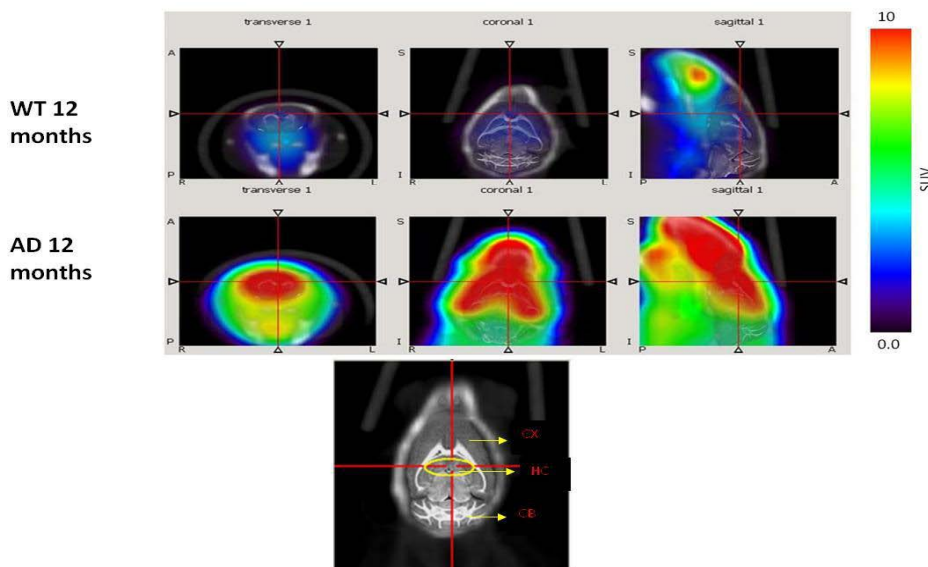 transverse 1
coronal 1
sagittal 1
10
A
S
S
WT 12
months
P
I
I
R
A
L
R
A
L
P
A
A
transverse 1
coronal 1
sagittal 1
SUV
A
S
S
AD 12
months
0.0
P
I
I
R
A
L
R
A
L
P
A
A
CX
HC
CB